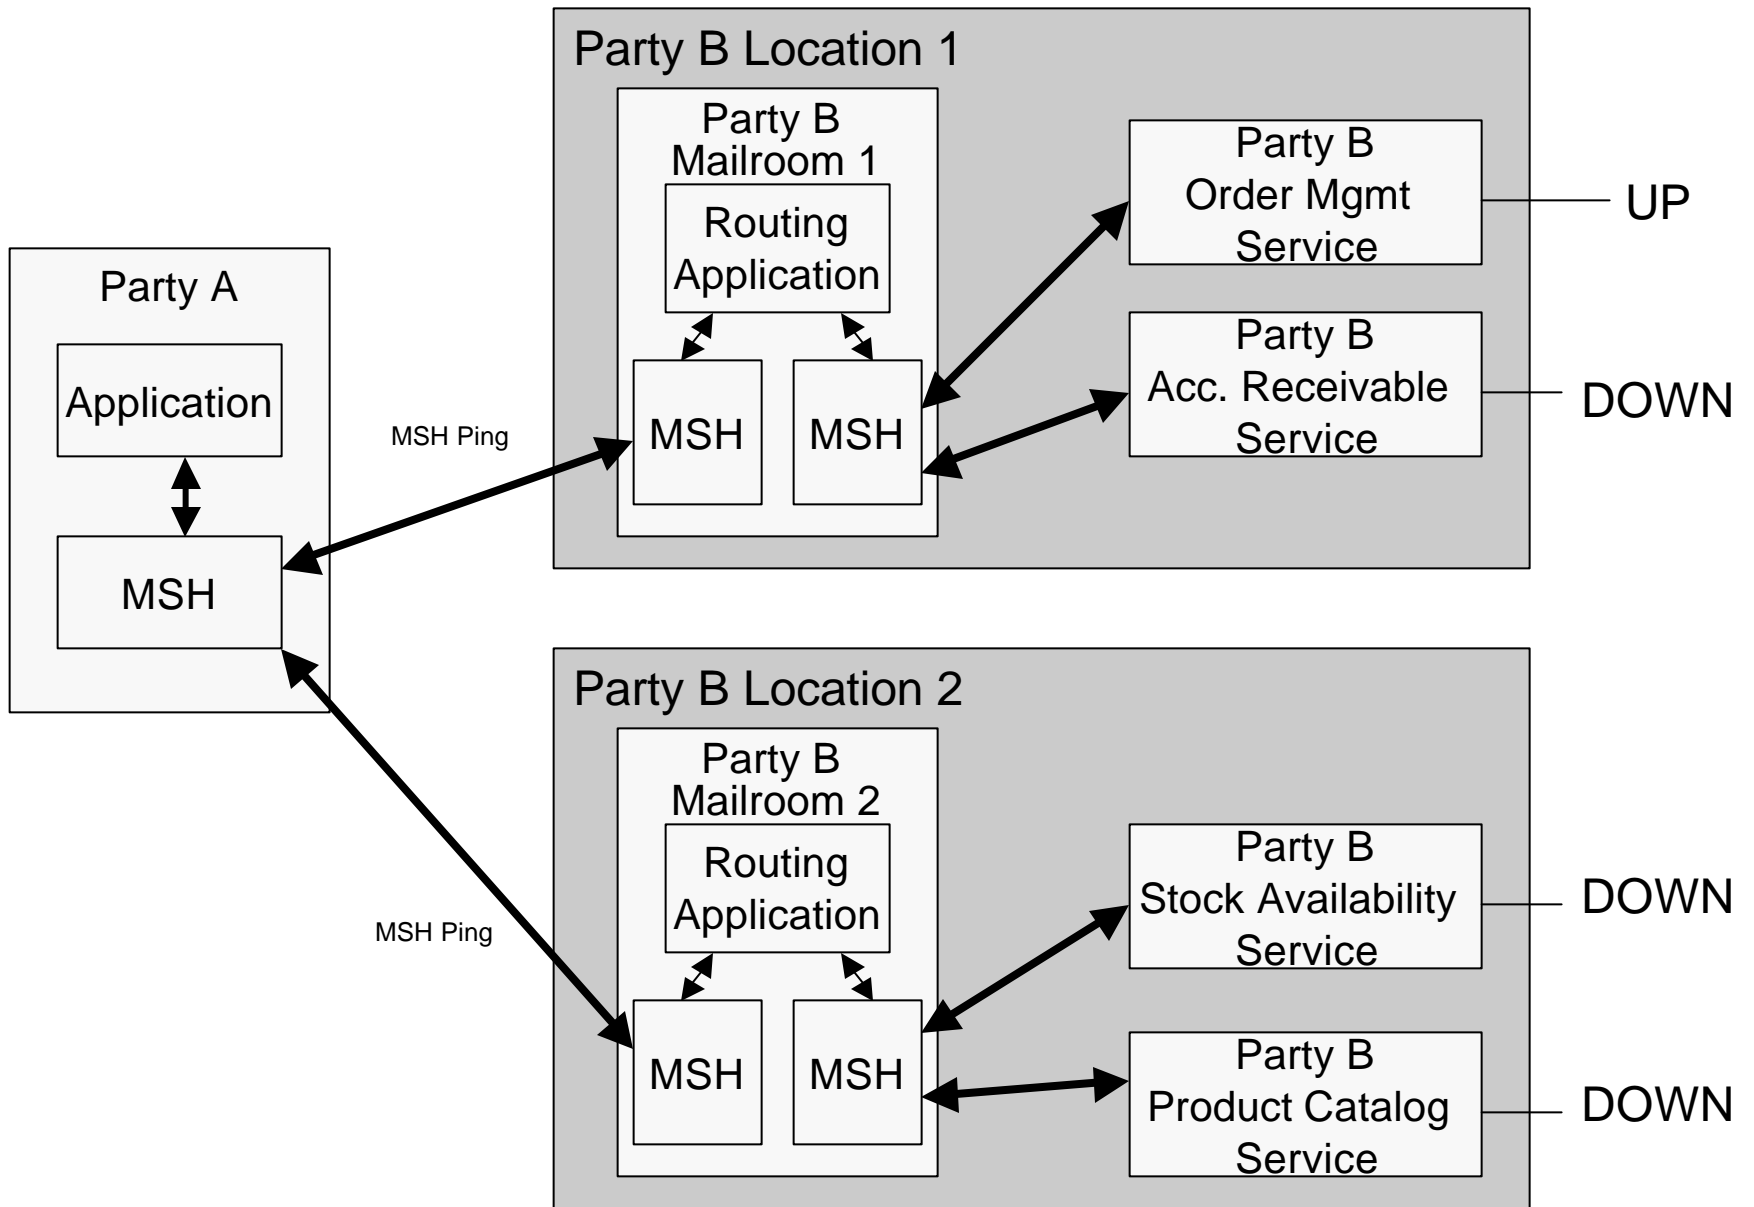 Party B Location 1
Party B
Mailroom 1
Routing
Application
MSH
MSH
Party B
Order Mgmt
Service
UP
Party B
Acc. Receivable
Service
DOWN
Party A
Application
MSH
MSH Ping
MSH Ping
Party B Location 2
Party B
Mailroom 2
Routing
Application
MSH
MSH
Party B
Stock Availability
Service
DOWN
Party B
Product Catalog
Service
DOWN